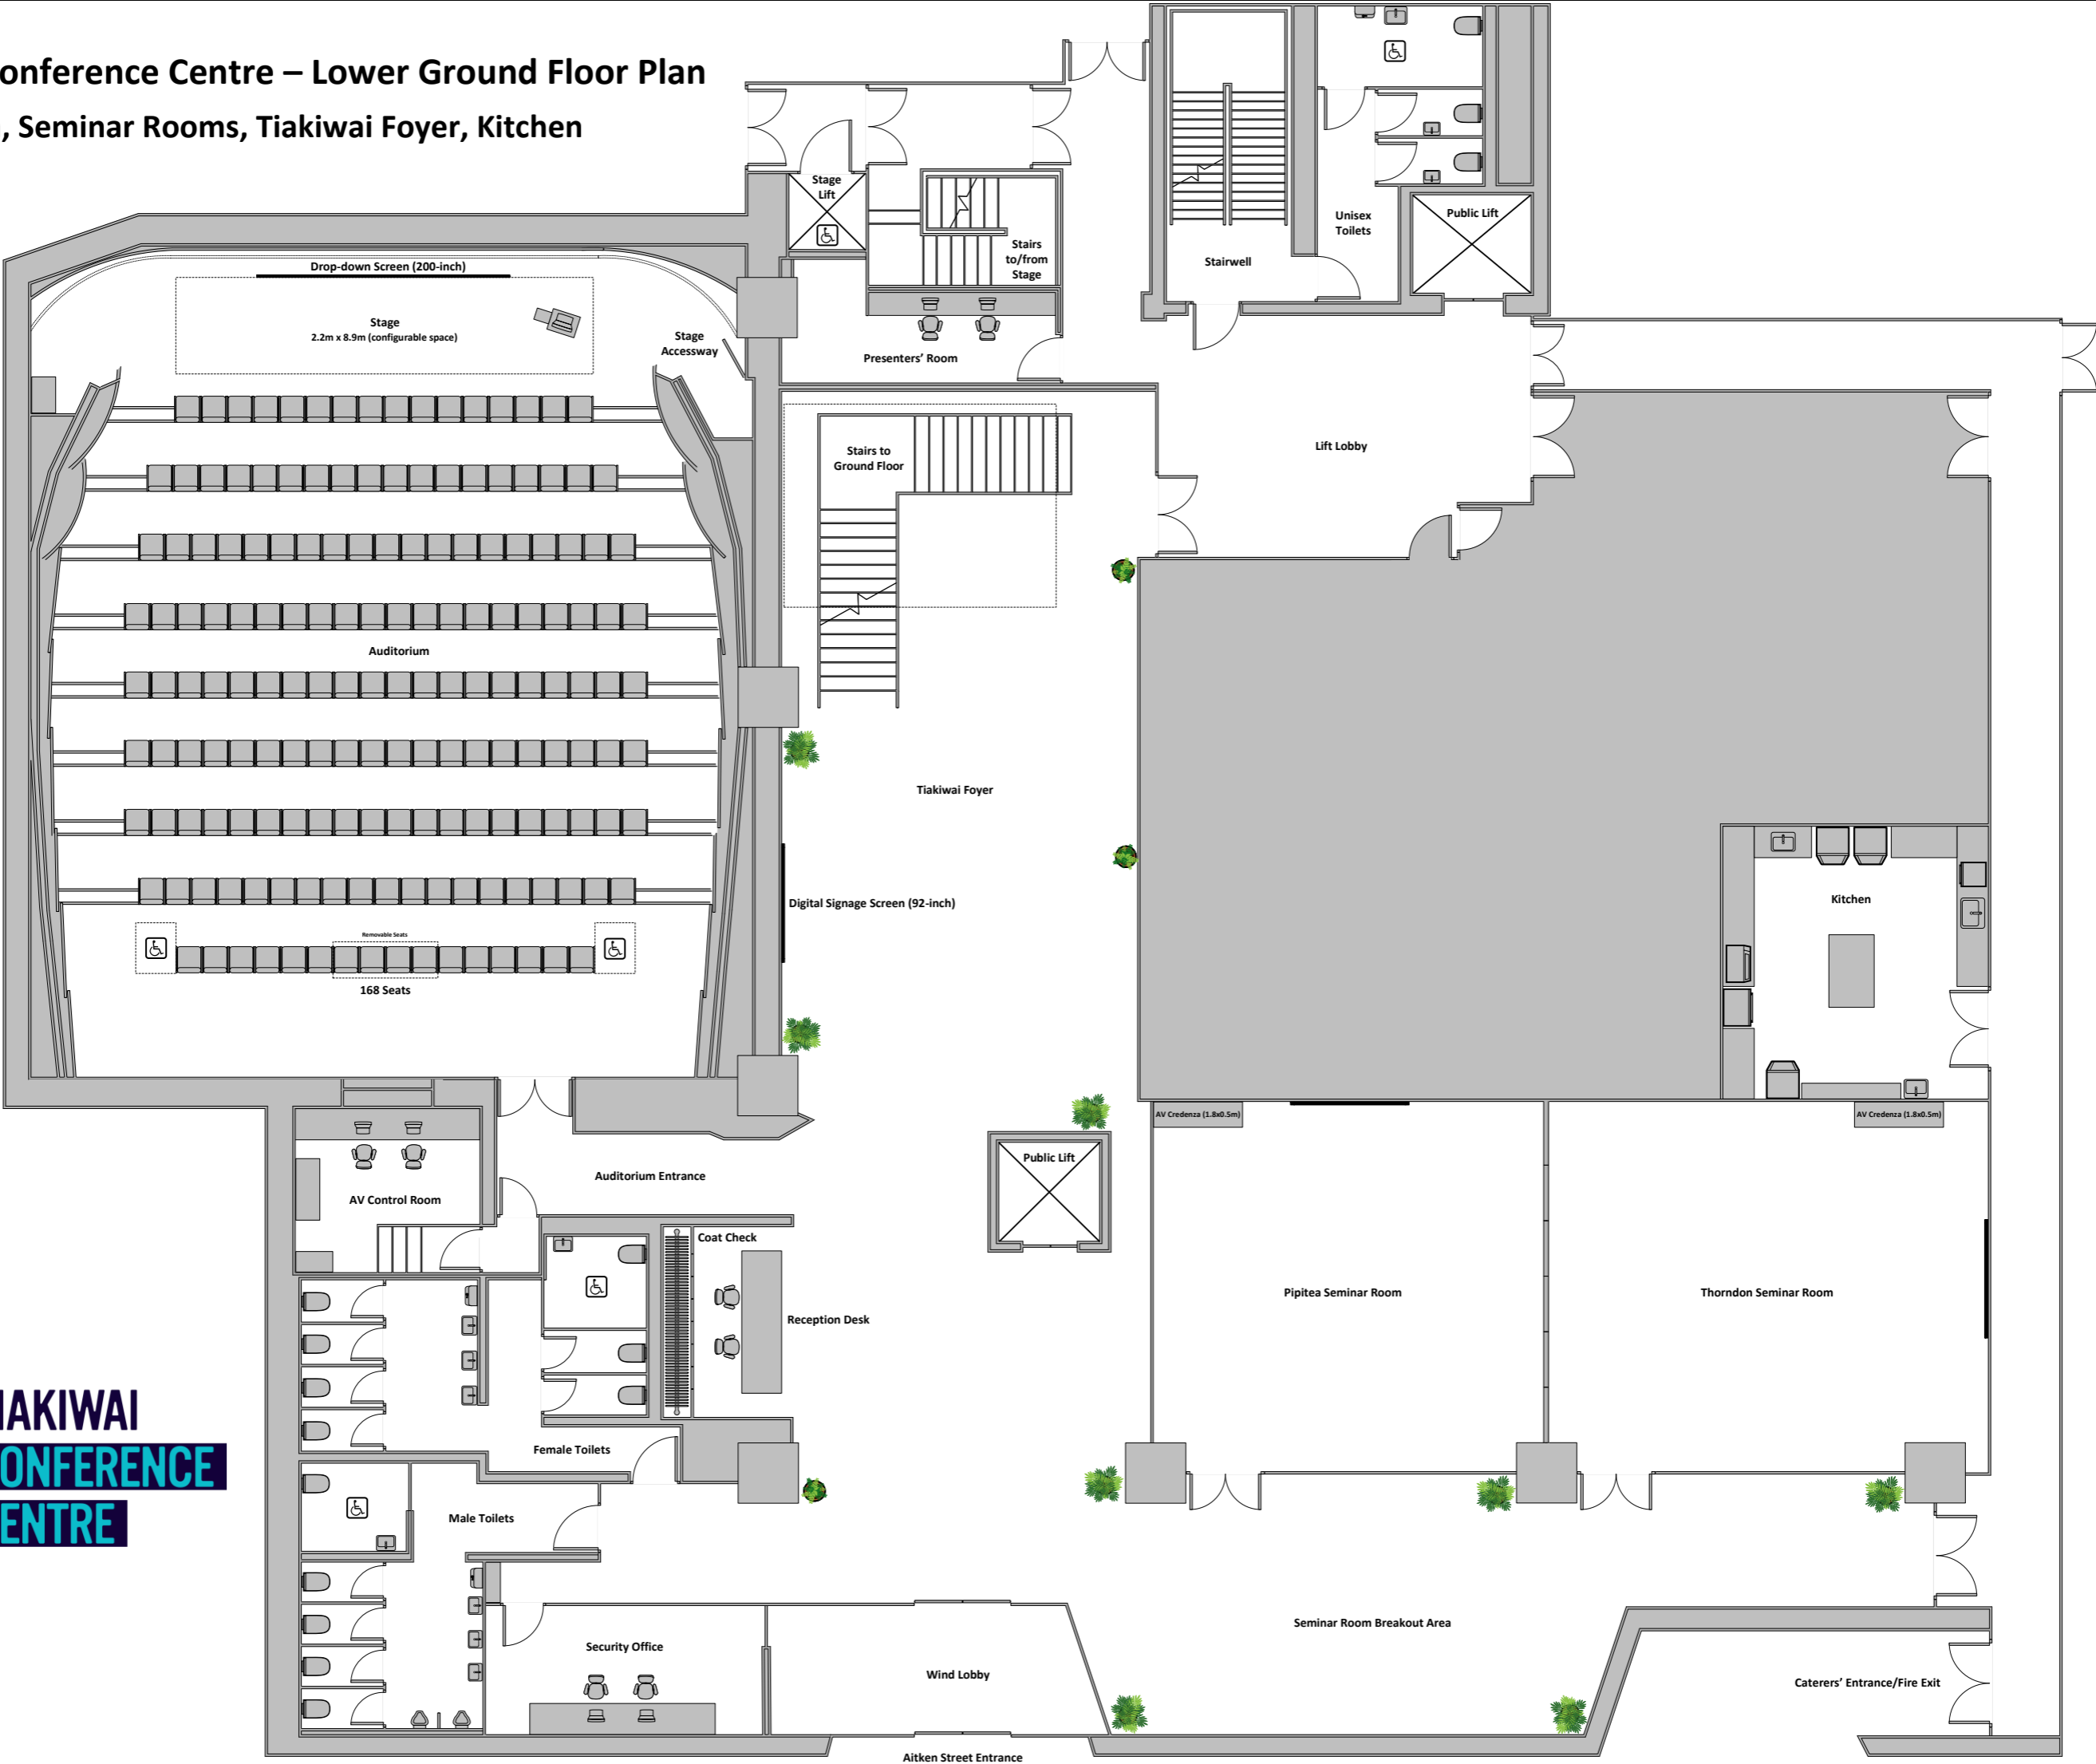 onference Centre – Lower Ground Floor Plan
, Seminar Rooms, Tiakiwai Foyer, Kitchen
Stage
Lift
Stairs
to/from
Stage
Unisex
Toilets
Public Lift
Stairwell
Drop-down Screen (200-inch)
Stage
2.2m x 8.9m (configurable space)
Stage
Accessway
Presenters' Room
Stairs to
Ground Floor
Lift Lobby
Auditorium
Tiakiwai Foyer
Digital Signage Screen (92-inch)
Kitchen
Removable Seats
168 Seats
AV Credenza (1.8x0.5m)
AV Credenza (1.8x0.5m)
Auditorium Entrance
Public Lift
AV Control Room
Coat Check
Pipitea Seminar Room
Thorndon Seminar Room
Reception Desk
IAKIWAI
ONFERENCE
ENTRE
Female Toilets
Male Toilets
Security Office
Wind Lobby
Seminar Room Breakout Area
Caterers' Entrance/Fire Exit
Aitken Street Entrance